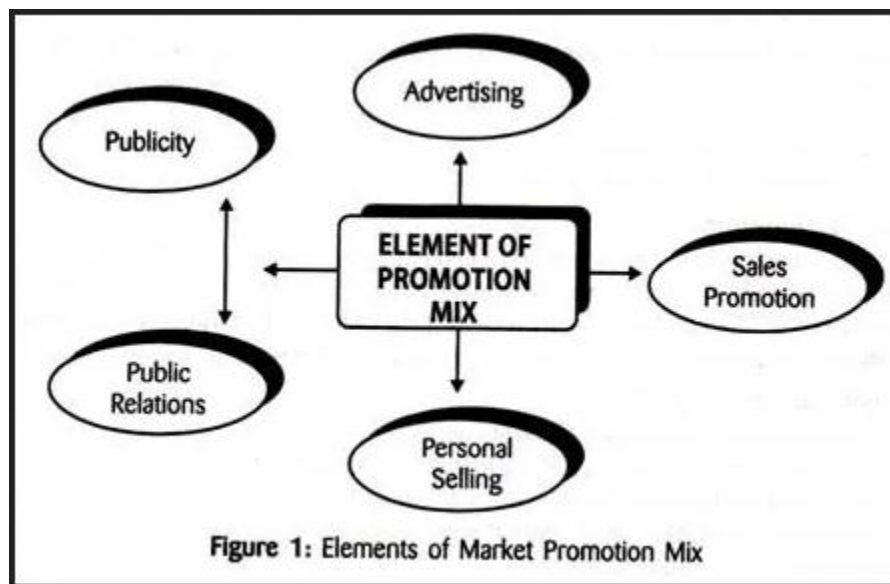 Advertising
Publicity
ELEMENT OF
PROMOTION
MIX
Sales
Promotion
Public
Relations
Personal
Selling
Figure 1: Elements of Market Promotion Mix